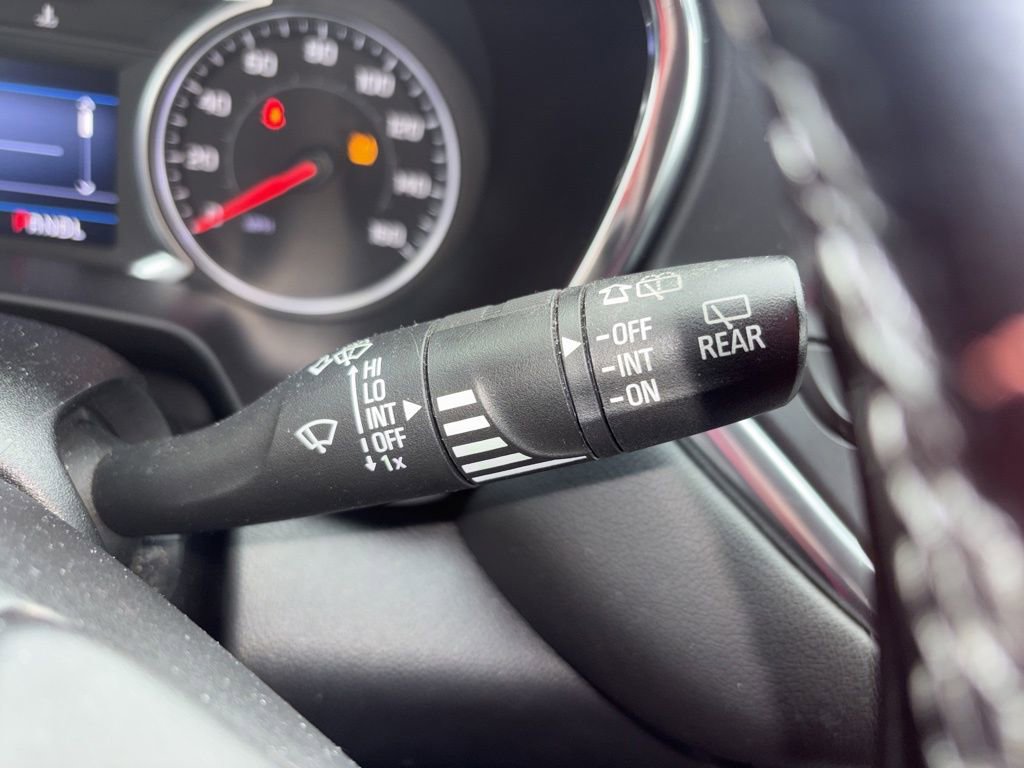 20
40
60
80
100
120
140
160
PRNDL
HI
LO
INT
OFF
1x
OFF
INT
ON
REAR